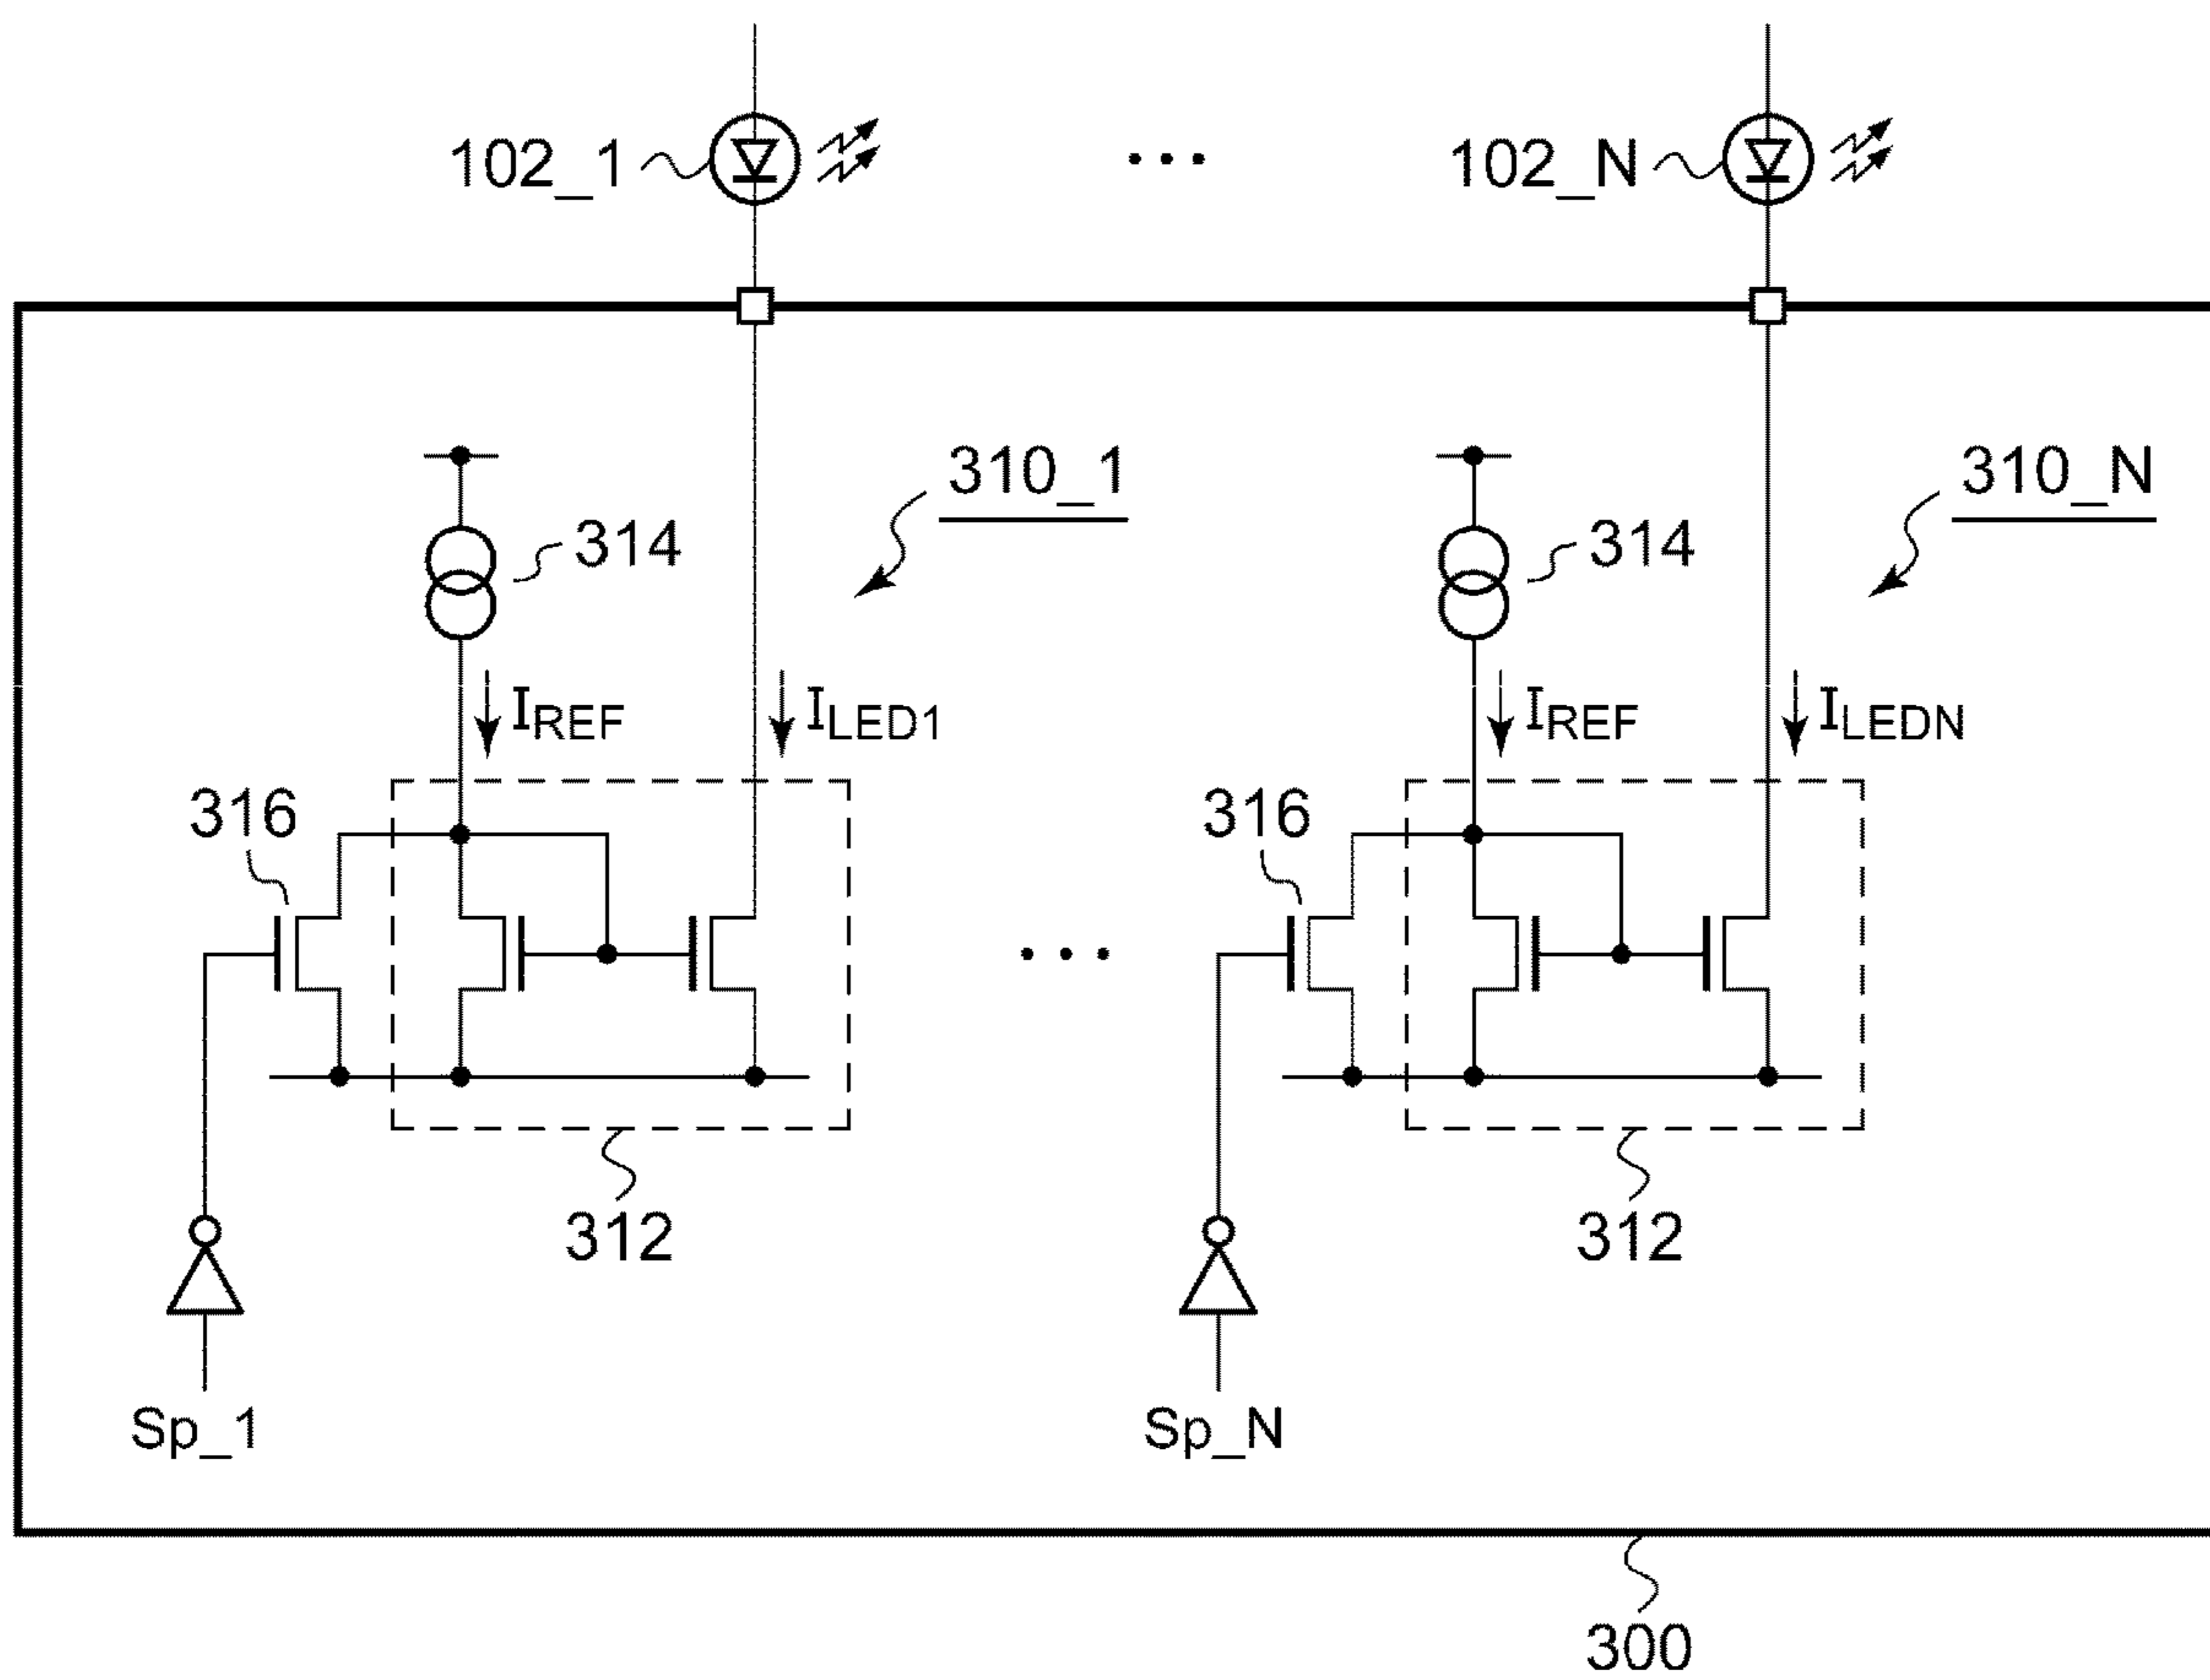 102_1
...
102_N
310_1
310_N
314
314
IREF
ILED1
IREF
ILEDN
316
316
...
312
312
Sp_1
Sp_N
300